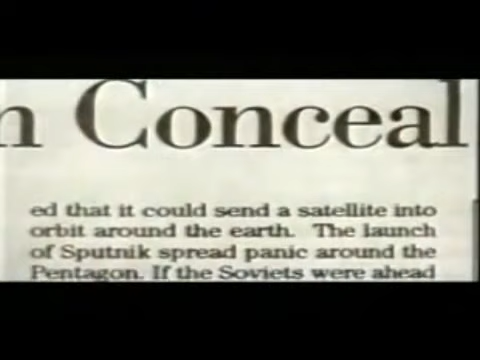 n Conceal
ed that it could send a satellite into
orbit around the earth. The launch
of Sputnik spread panic around the
Pentagon. If the Soviets were ahead